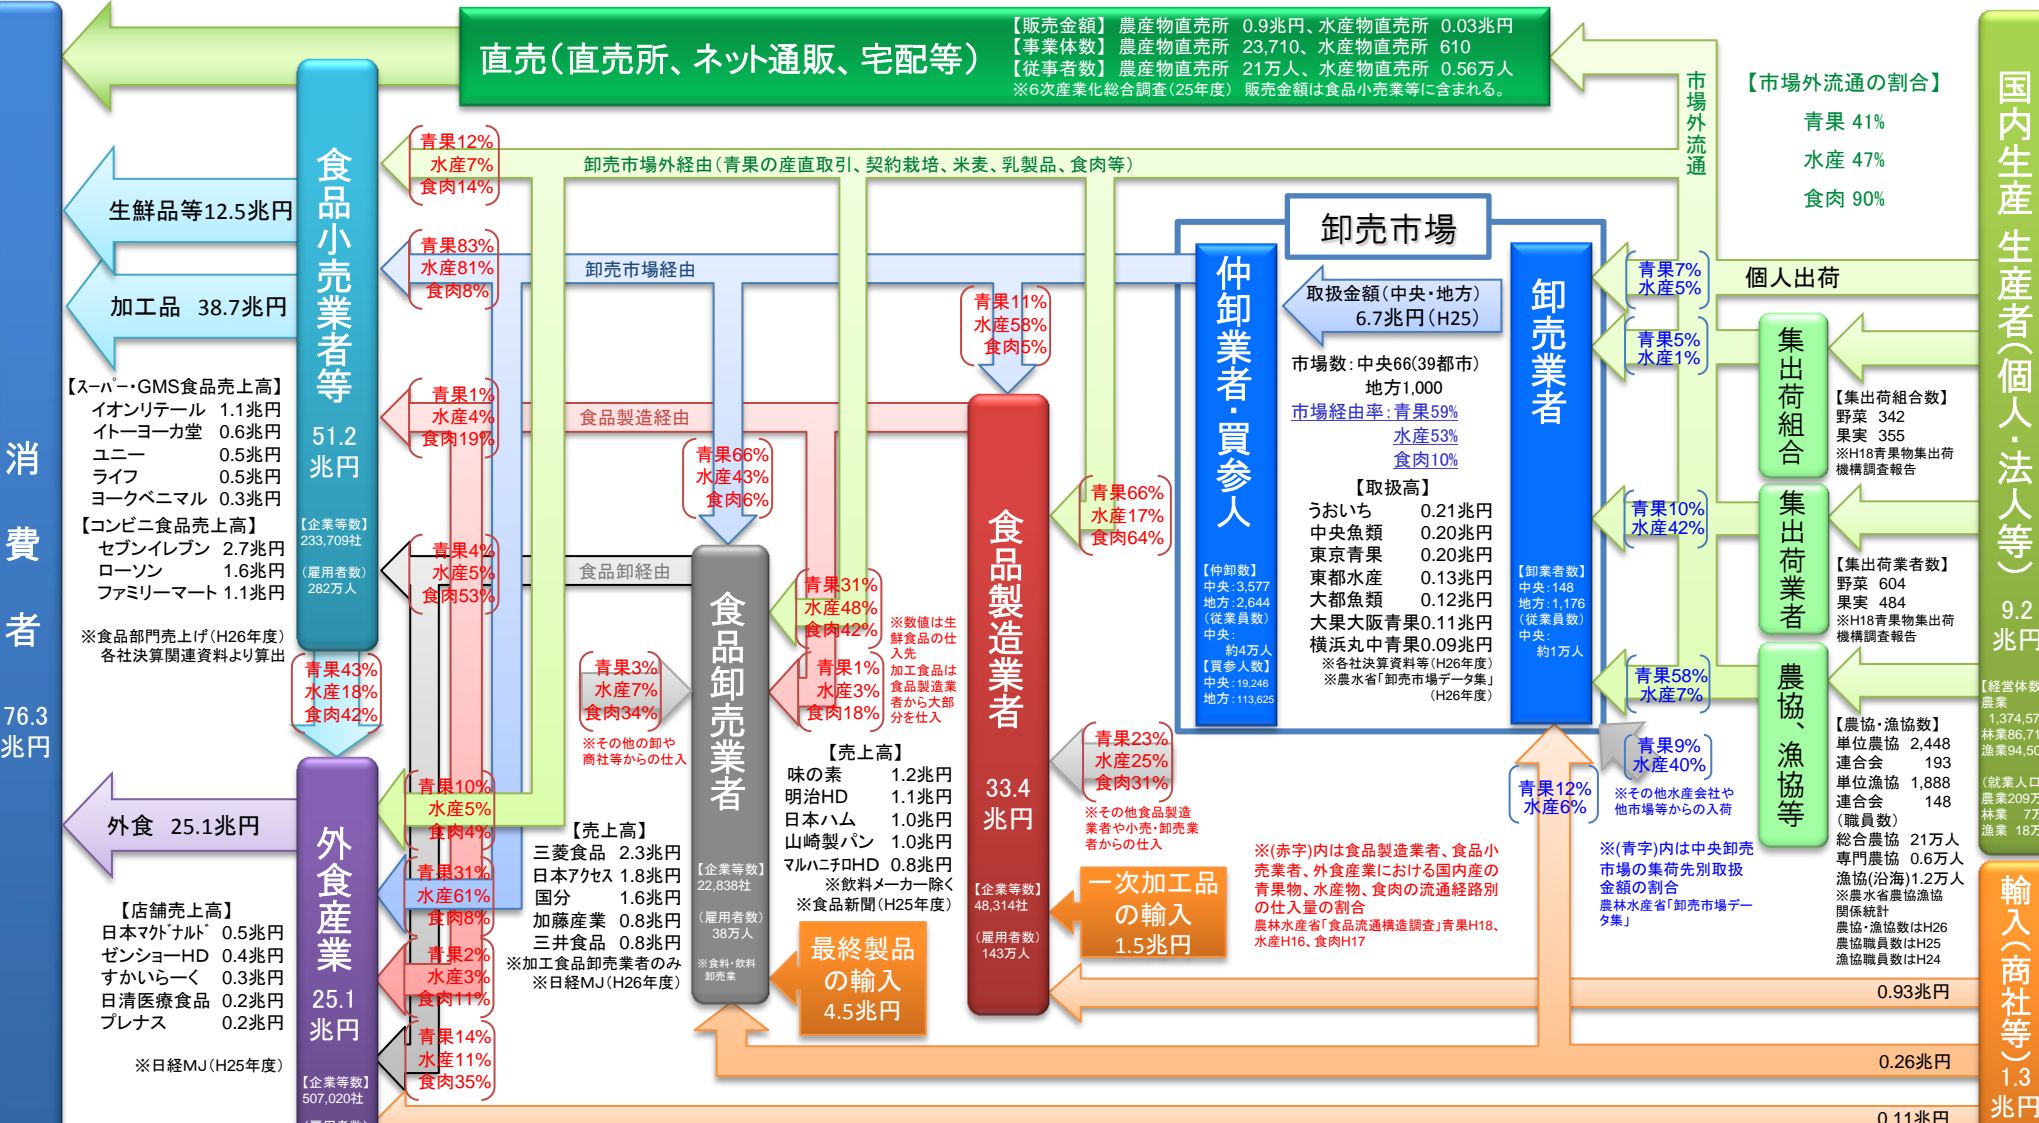 直売（直売所、ネット通販、宅配等）
【販売金額】 農産物直売所 0.9兆円、水産物直売所 0.03兆円
【事業体数】 農産物直売所 23,710、水産物直売所 610
【従事者数】 農産物直売所 21万人、水産物直売所 0.56万人
※6次産業化総合調査（25年度） 販売金額は食品小売業等に含まれる。
消費者
76.3
兆円
生鮮品等12.5兆円
加工品 38.7兆円
外食 25.1兆円
食品小売業者等
51.2
兆円
【企業等数】
233,709社
（雇用者数）
282万人
【スーパー・GMS食品売上高】
イオンリテール 1.1兆円
イトーヨーカ堂 0.6兆円
ユニー 0.5兆円
ライフ 0.5兆円
ヨークベニマル 0.3兆円
【コンビニ食品売上高】
セブンイレブン 2.7兆円
ローソン 1.6兆円
ファミリーマート 1.1兆円
※食品部門売上げ（H26年度）
各社決算関連資料より算出
青果43%
水産18%
食肉42%
外食産業
25.1
兆円
【企業等数】
507,020社
【店舗売上高】
日本マクドナルド 0.5兆円
ゼンショーHD 0.4兆円
すかいらーく 0.3兆円
日清医療食品 0.2兆円
プレナス 0.2兆円
※日経MJ（H25年度）
青果12%
水産7%
食肉14%
卸売市場外経由（青果の産直取引、契約栽培、米麦、乳製品、食肉等）
青果83%
水産81%
食肉8%
卸売市場経由
青果1%
水産4%
食肉19%
食品製造経由
青果4%
水産5%
食肉53%
食品卸経由
青果10%
水産5%
食肉4%
青果31%
水産61%
食肉8%
青果2%
水産3%
食肉11%
青果14%
水産11%
食肉35%
青果66%
水産43%
食肉6%
青果3%
水産7%
食肉34%
※その他の卸や
商社等からの仕入
【売上高】
三菱食品 2.3兆円
日本アクセス 1.8兆円
国分 1.6兆円
加藤産業 0.8兆円
三井食品 0.8兆円
※加工食品卸売業者のみ
※日経MJ（H26年度）
食品卸売業者
【企業等数】
22,838社
（雇用者数）
38万人
※食料・飲料
卸売業
青果31%
水産48%
食肉42%
青果1%
水産3%
食肉18%
※数値は生
鮮食品の仕
入先
加工食品は
食品製造業
者から大部
分を仕入
【売上高】
味の素 1.2兆円
明治HD 1.1兆円
日本ハム 1.0兆円
山崎製パン 1.0兆円
マルハニチロHD 0.8兆円
※飲料メーカー除く
※食品新聞（H25年度）
最終製品
の輸入
4.5兆円
青果11%
水産58%
食肉5%
食品製造業者
33.4
兆円
【企業等数】
48,314社
（雇用者数）
143万人
青果66%
水産17%
食肉64%
青果23%
水産25%
食肉31%
※その他食品製造
業者や小売・卸売業
者からの仕入
一次加工品
の輸入
1.5兆円
卸売市場
仲卸業者・買参人
【仲卸数】
中央：3,577
地方：2,644
（従業員数）
中央：
約4万人
【買参人数】
中央：19,246
地方：113,625
取扱金額（中央・地方）
6.7兆円（H25）
市場数：中央66(39都市）
地方1,000
市場経由率：青果59%
水産53%
食肉10%
【取扱高】
うおいち 0.21兆円
中央魚類 0.20兆円
東京青果 0.20兆円
東都水産 0.13兆円
大都魚類 0.12兆円
大果大阪青果0.11兆円
横浜丸中青果0.09兆円
※各社決算資料等（H26年度）
※農水省「卸売市場データ集」
（H26年度）
卸売業者
【卸業者数】
中央：148
地方：1,176
（従業員数）
中央：
約1万人
※(赤字)内は食品製造業者、食品小
売業者、外食産業における国内産の
青果物、水産物、食肉の流通経路別
の仕入量の割合
農林水産省「食品流通構造調査」青果H18、
水産H16、食肉H17
青果12%
水産6%
市場外流通
【市場外流通の割合】
青果 41%
水産 47%
食肉 90%
青果7%
水産5%
個人出荷
青果5%
水産1%
集出荷組合
【集出荷組合数】
野菜 342
果実 355
※H18青果物集出荷
機構調査報告
青果10%
水産42%
集出荷業者
【集出荷業者数】
野菜 604
果実 484
※H18青果物集出荷
機構調査報告
青果58%
水産7%
農協、漁協等
【農協・漁協数】
単位農協 2,448
連合会 193
単位漁協 1,888
連合会 148
（職員数）
総合農協 21万人
専門農協 0.6万人
漁協(沿海)1.2万人
※農水省農協漁協
関係統計
農協・漁協数はH26
農協職員数はH25
漁協職員数はH24
青果9%
水産40%
※その他水産会社や
他市場等からの入荷
※(青字)内は中央卸売
市場の集荷先別取扱
金額の割合
農林水産省「卸売市場デー
タ集」
国内生産 生産者（個人・法人等）
9.2
兆円
【経営体数
農業
1,374,57
林業86,71
漁業94,50
（就業人口
農業209万
林業 7万
漁業 18万
輸入（商社等）
1.3
兆円
0.93兆円
0.26兆円
0.11兆円